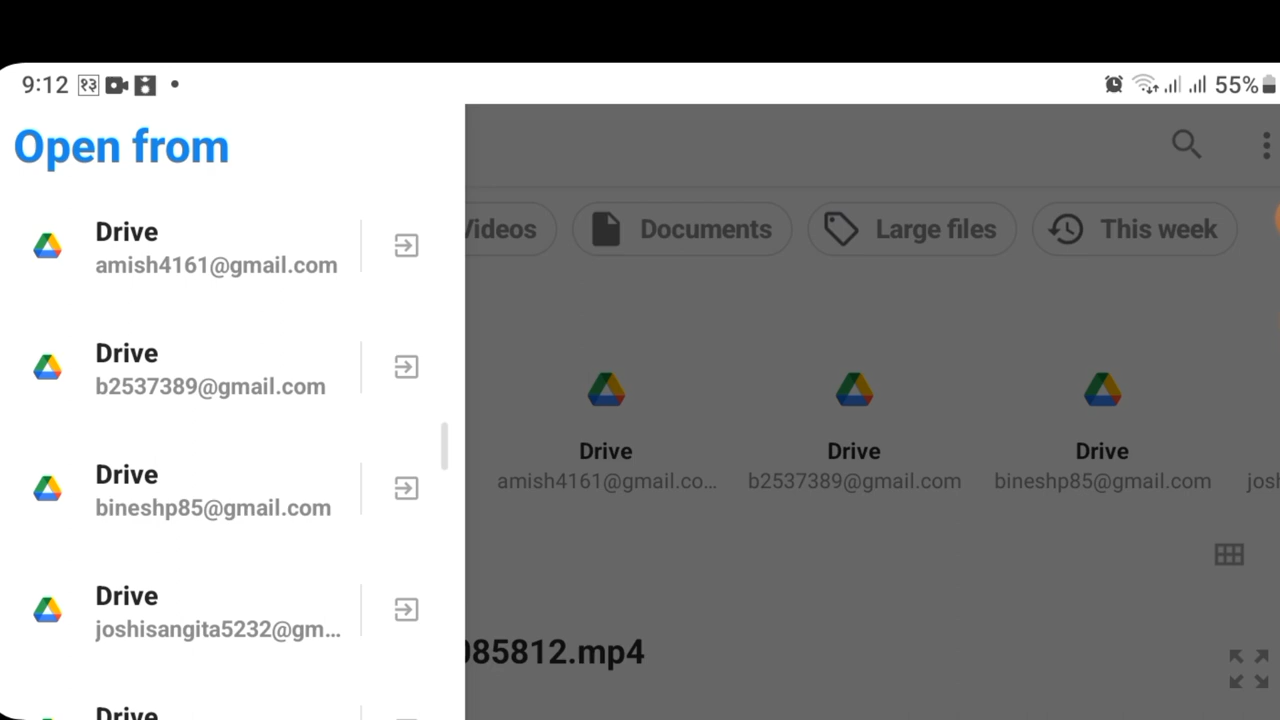 9:12 १३ 55%
Open from
Drive
amish4161@gmail.com
Drive
b2537389@gmail.com
Drive
bineshp85@gmail.com
Drive
joshisangita5232@gm...
Drive
Videos
Documents
Large files
This week
Drive
amish4161@gmail.co...
Drive
b2537389@gmail.com
Drive
bineshp85@gmail.com
josh
085812.mp4